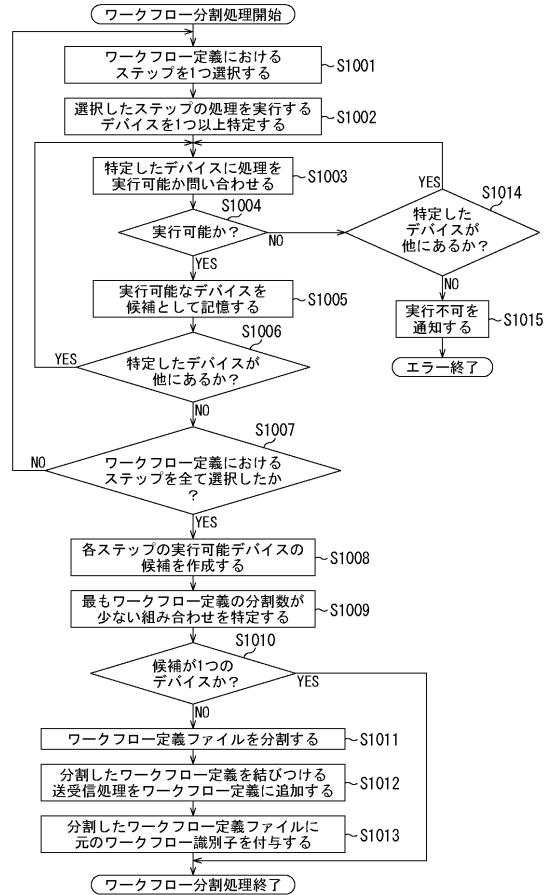 ワークフロー分割処理開始
ワークフロー定義における
ステップを1つ選択する
S1001
選択したステップの処理を実行する
デバイスを1つ以上特定する
S1002
特定したデバイスに処理を
実行可能か問い合わせる
S1003
S1004
実行可能か?
NO
YES
YES
S1014
特定した
デバイスが
他にあるか?
NO
実行不可を
通知する
S1015
エラー終了
実行可能なデバイスを
候補として記憶する
S1005
S1006
YES
特定したデバイスが
他にあるか?
NO
S1007
NO
ワークフロー定義における
ステップを全て選択したか
?
YES
各ステップの実行可能デバイスの
候補を作成する
S1008
最もワークフロー定義の分割数が
少ない組み合わせを特定する
S1009
S1010
候補が1つの
デバイスか?
YES
NO
ワークフロー定義ファイルを分割する
S1011
分割したワークフロー定義を結びつける
送受信処理をワークフロー定義に追加する
S1012
分割したワークフロー定義ファイルに
元のワークフロー識別子を付与する
S1013
ワークフロー分割処理終了